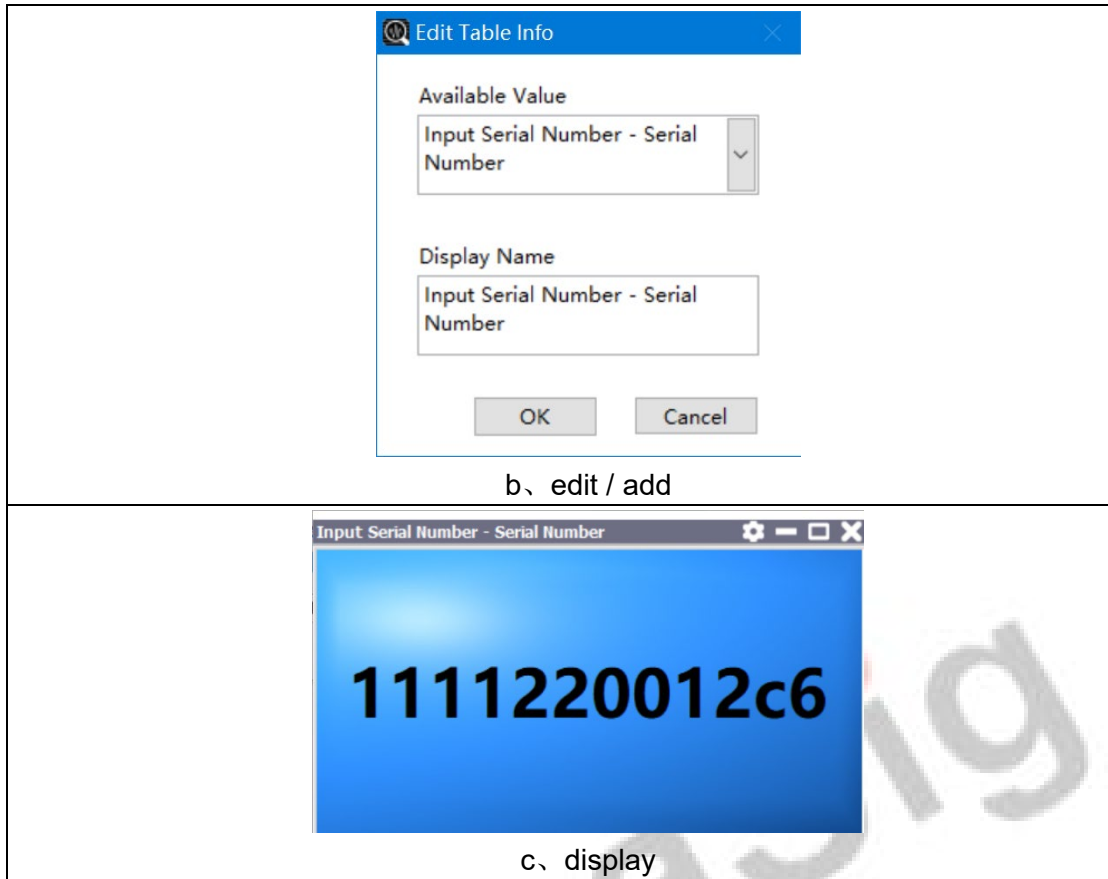 Edit Table Info
Available Value
Input Serial Number - Serial
Number
Display Name
Input Serial Number - Serial
Number
OK
Cancel
b、edit / add
Input Serial Number - Serial Number
1111220012c6
c、display